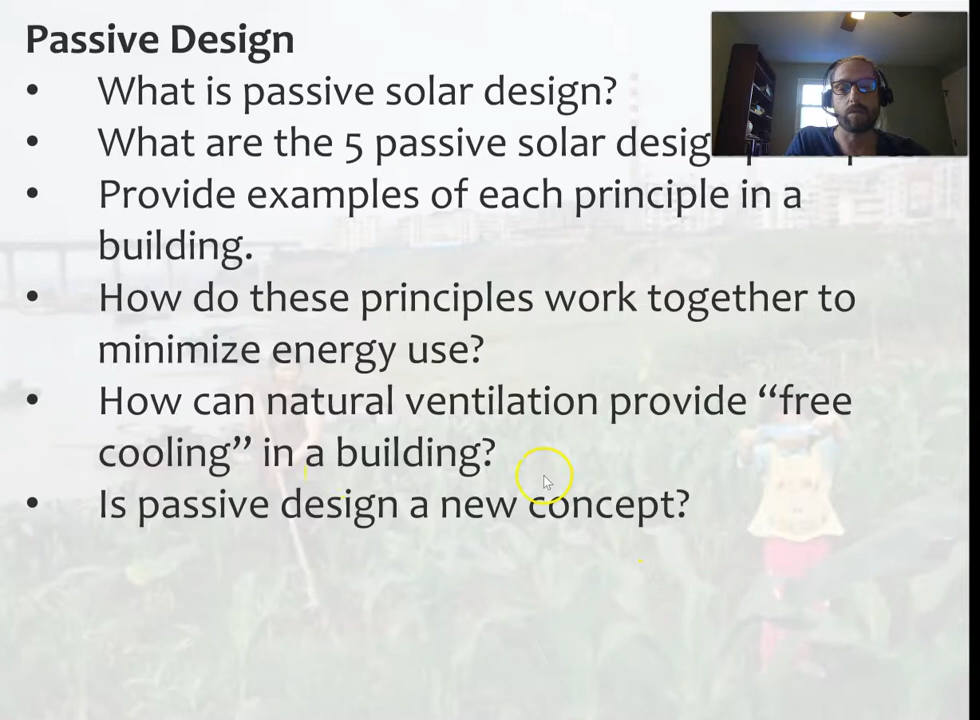 Passive Design
• What is passive solar design?
• What are the 5 passive solar
• Provide examples of each principle in a
building.
• How do these principles work together to
minimize energy use?
• How can natural ventilation provide “free
cooling” in a building?
• Is passive design a new concept?